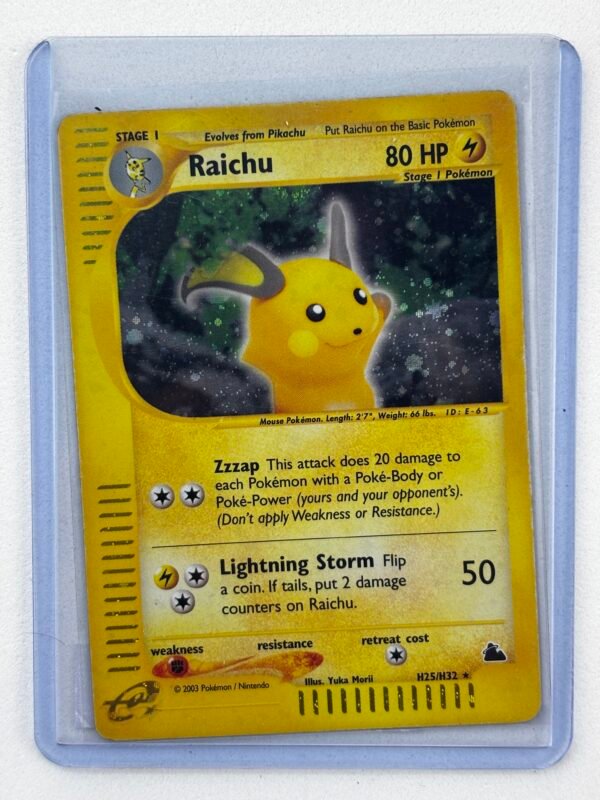 STAGE 1 Evolves from Pikachu Put Raichu on the Basic Pokémon
Raichu 80 HP
Stage 1 Pokémon
Mouse Pokémon. Length: 2'7", Weight: 66 lbs. ID: E-63
Zzzap This attack does 20 damage to
each Pokémon with a Poké-Body or
Poké-Power (yours and your opponent's).
(Don't apply Weakness or Resistance.)
Lightning Storm Flip
a coin. If tails, put 2 damage
counters on Raichu.
50
weakness resistance retreat cost
© 2003 Pokémon / Nintendo
Illus. Yuka Morii H25/H32 ★